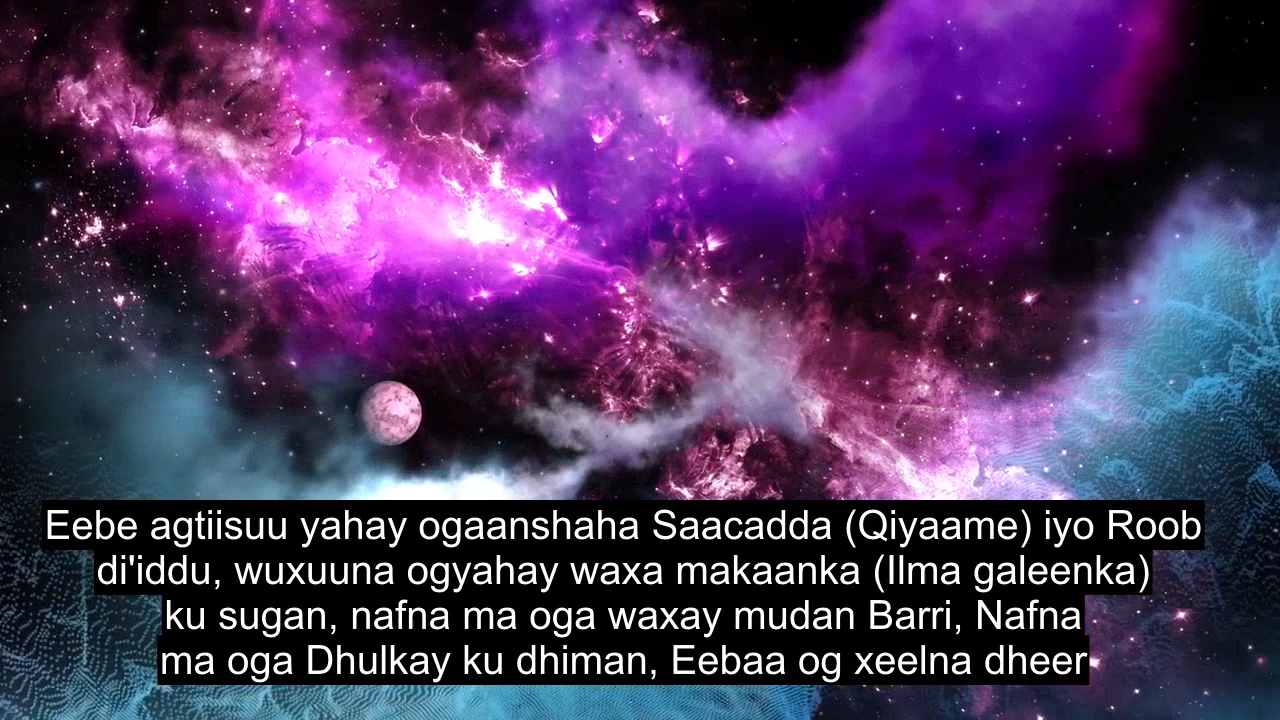 Eebe agtiisuu yahay ogaanshaha Saacadda (Qiyaame) iyo Roob
di'iddu, wuxuuna ogyahay waxa makaanka (Ilma galeenka)
ku sugan, nafna ma oga waxay mudan Barri, Nafna
ma oga Dhulkay ku dhiman, Eebaa og xeelna dheer